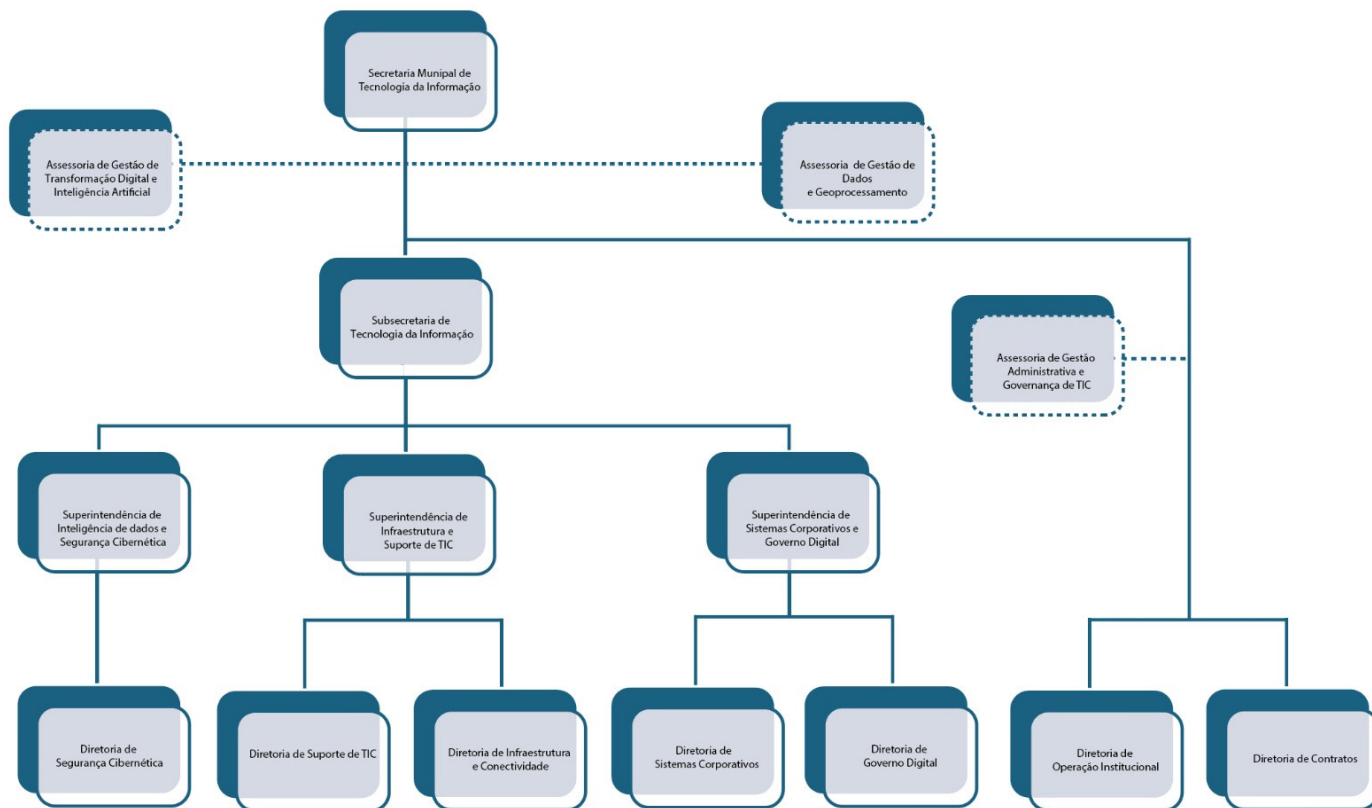 Secretaria Munipal de
Tecnologia da Informação
Assessoria de Gestão de
Transformação Digital e
Inteligência Artificial
Assessoria de Gestão de
Dados
e Geoprocessamento
Subsecretaria de
Tecnologia da Informação
Assessoria de Gestão
Administrativa e
Governança de TIC
Superintendência de
Inteligência de dados e
Segurança Cibernética
Superintendência de
Infraestrutura e
Suporte de TIC
Superintendência de
Sistemas Corporativos e
Governo Digital
Diretoria de
Segurança Cibernética
Diretoria de Suporte de TIC
Diretoria de Infraestrutura
e Conectividade
Diretoria de
Sistemas Corporativos
Diretoria de
Governo Digital
Diretoria de
Operação Institucional
Diretoria de Contratos